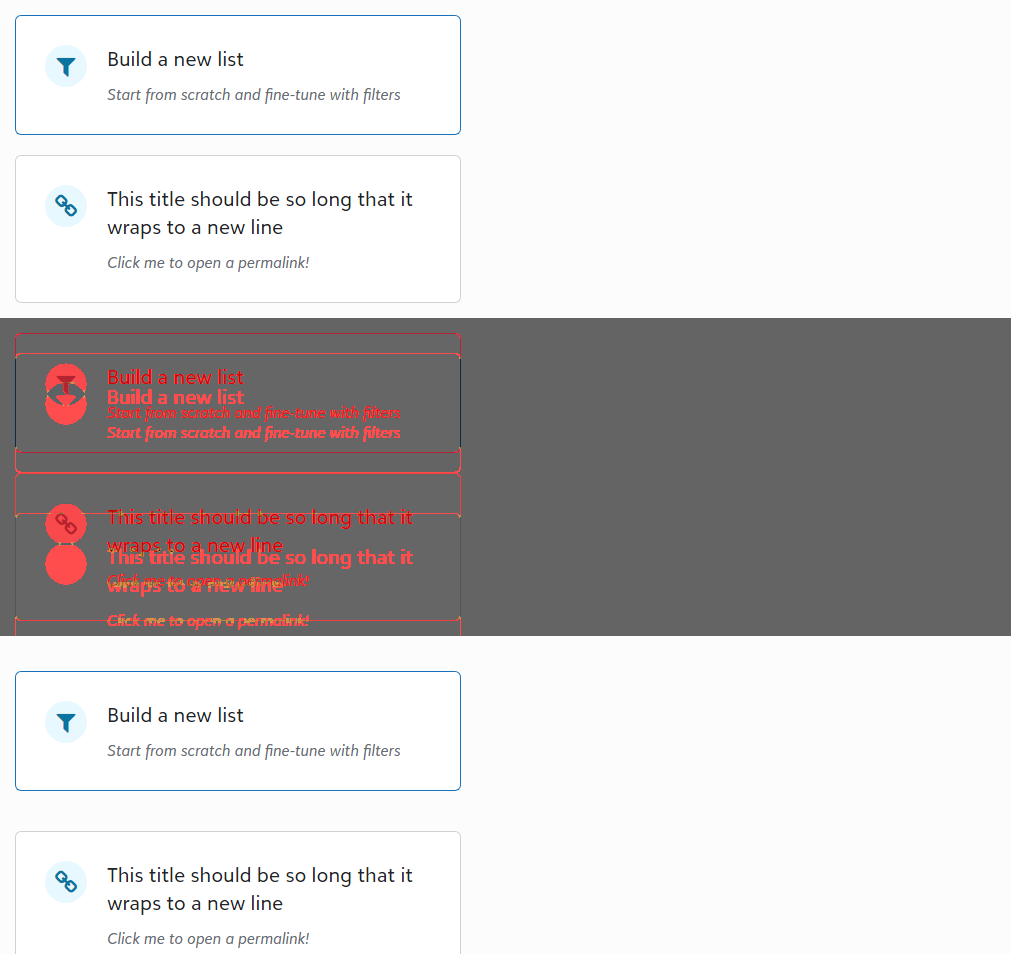 Build a new list
Start from scratch and fine-tune with filters
This title should be so long that it
wraps to a new line
Click me to open a permalink!
Build a new list
Build a new list
Start from scratch and fine-tune with filters
Start from scratch and fine-tune with filters
This title should be so long that it
wraps to a new line
This title should be so long that it
Click me to open a permalink!
wraps to a new line
Click me to open a permalink!
Build a new list
Start from scratch and fine-tune with filters
This title should be so long that it
wraps to a new line
Click me to open a permalink!